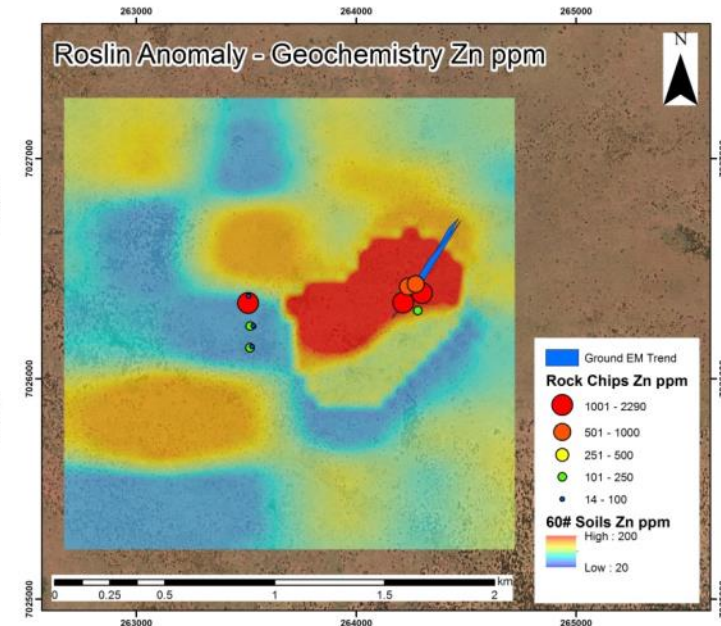 263000 264000 265000
Roslin Anomaly - Geochemistry Zn ppm
N
7027000
Ground EM Trend
Rock Chips Zn ppm
1001 - 2290
501 - 1000
251 - 500
101 - 250
14 - 100
60# Soils Zn ppm
High : 200
Low : 20
7026000
km
0 0.25 0.5 1 1.5 2
7025000
263000 264000 265000